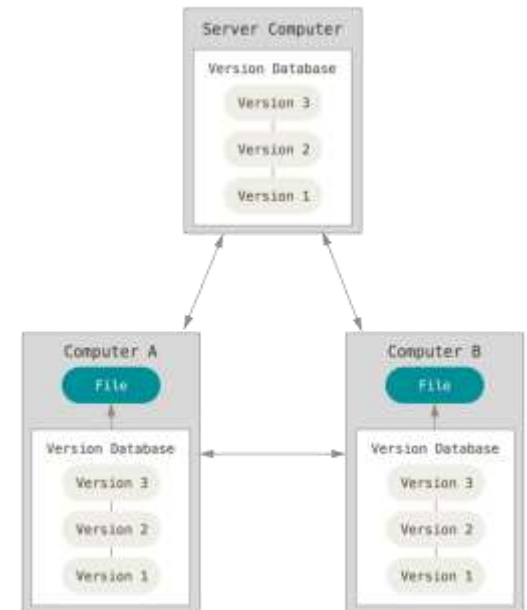 Server Computer
Version Database
Version 3
Version 2
Version 1
Computer A
File
Version Database
Version 3
Version 2
Version 1
Computer B
File
Version Database
Version 3
Version 2
Version 1